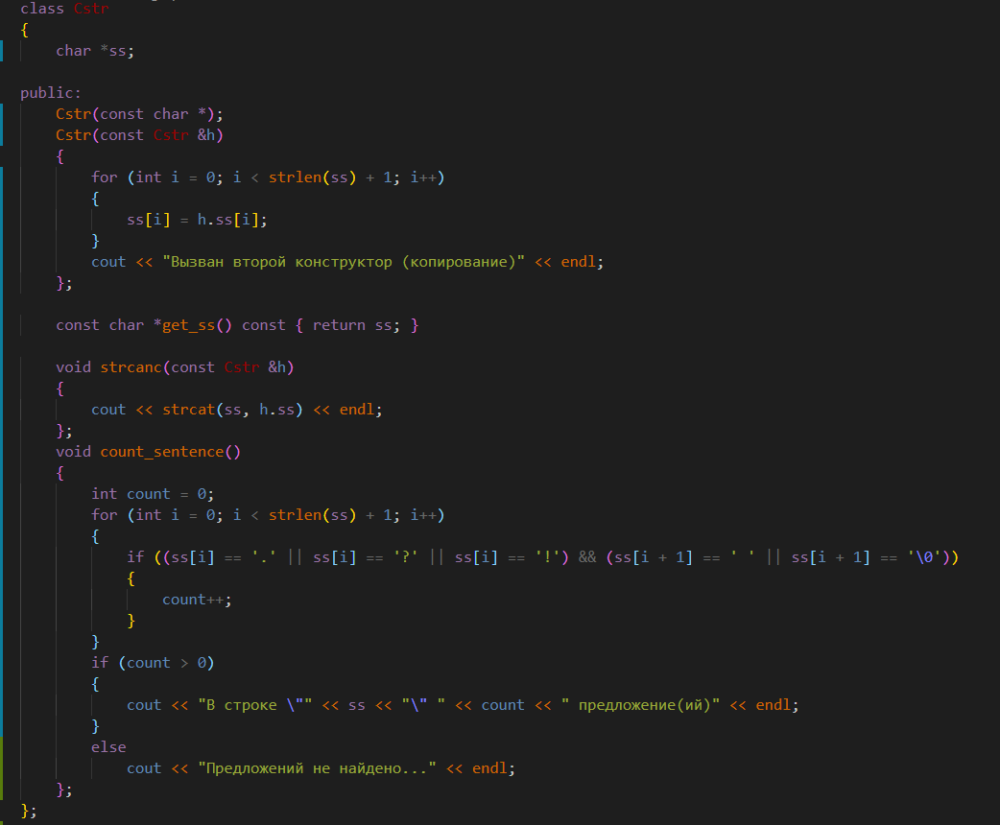 class Cstr
{
    char *ss;

public:
    Cstr(const char *);
    Cstr(const Cstr &h)
    {
        for (int i = 0; i < strlen(ss) + 1; i++)
        {
            ss[i] = h.ss[i];
        }
        cout << "Вызван второй конструктор (копирование)" << endl;
    };

    const char *get_ss() const { return ss; }

    void strcanc(const Cstr &h)
    {
        cout << strcat(ss, h.ss) << endl;
    };
    void count_sentence()
    {
        int count = 0;
        for (int i = 0; i < strlen(ss) + 1; i++)
        {
            if ((ss[i] == '.' || ss[i] == '?' || ss[i] == '!') && (ss[i + 1] == ' ' || ss[i + 1] == '\0'))
            {
                count++;
            }
        }
        if (count > 0)
        {
            cout << "В строке \"" << ss << "\" " << count << " предложение(ий)" << endl;
        }
        else
            cout << "Предложений не найдено..." << endl;
    };
};